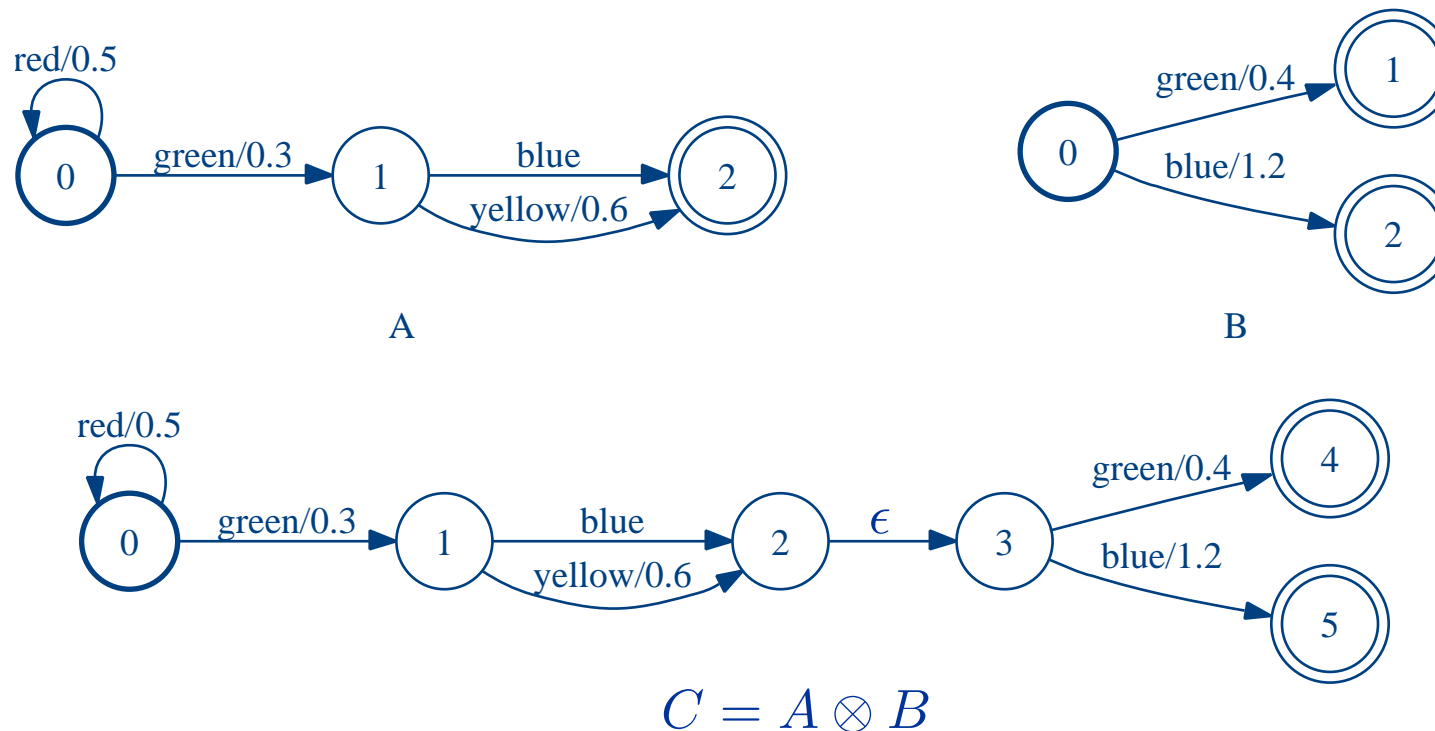 red/0.5
0
green/0.3
1
blue
yellow/0.6
2
A
0
green/0.4
1
blue/1.2
2
B
red/0.5
0
green/0.3
1
blue
yellow/0.6
2
ϵ
3
green/0.4
4
blue/1.2
5
C = A ⊗ B